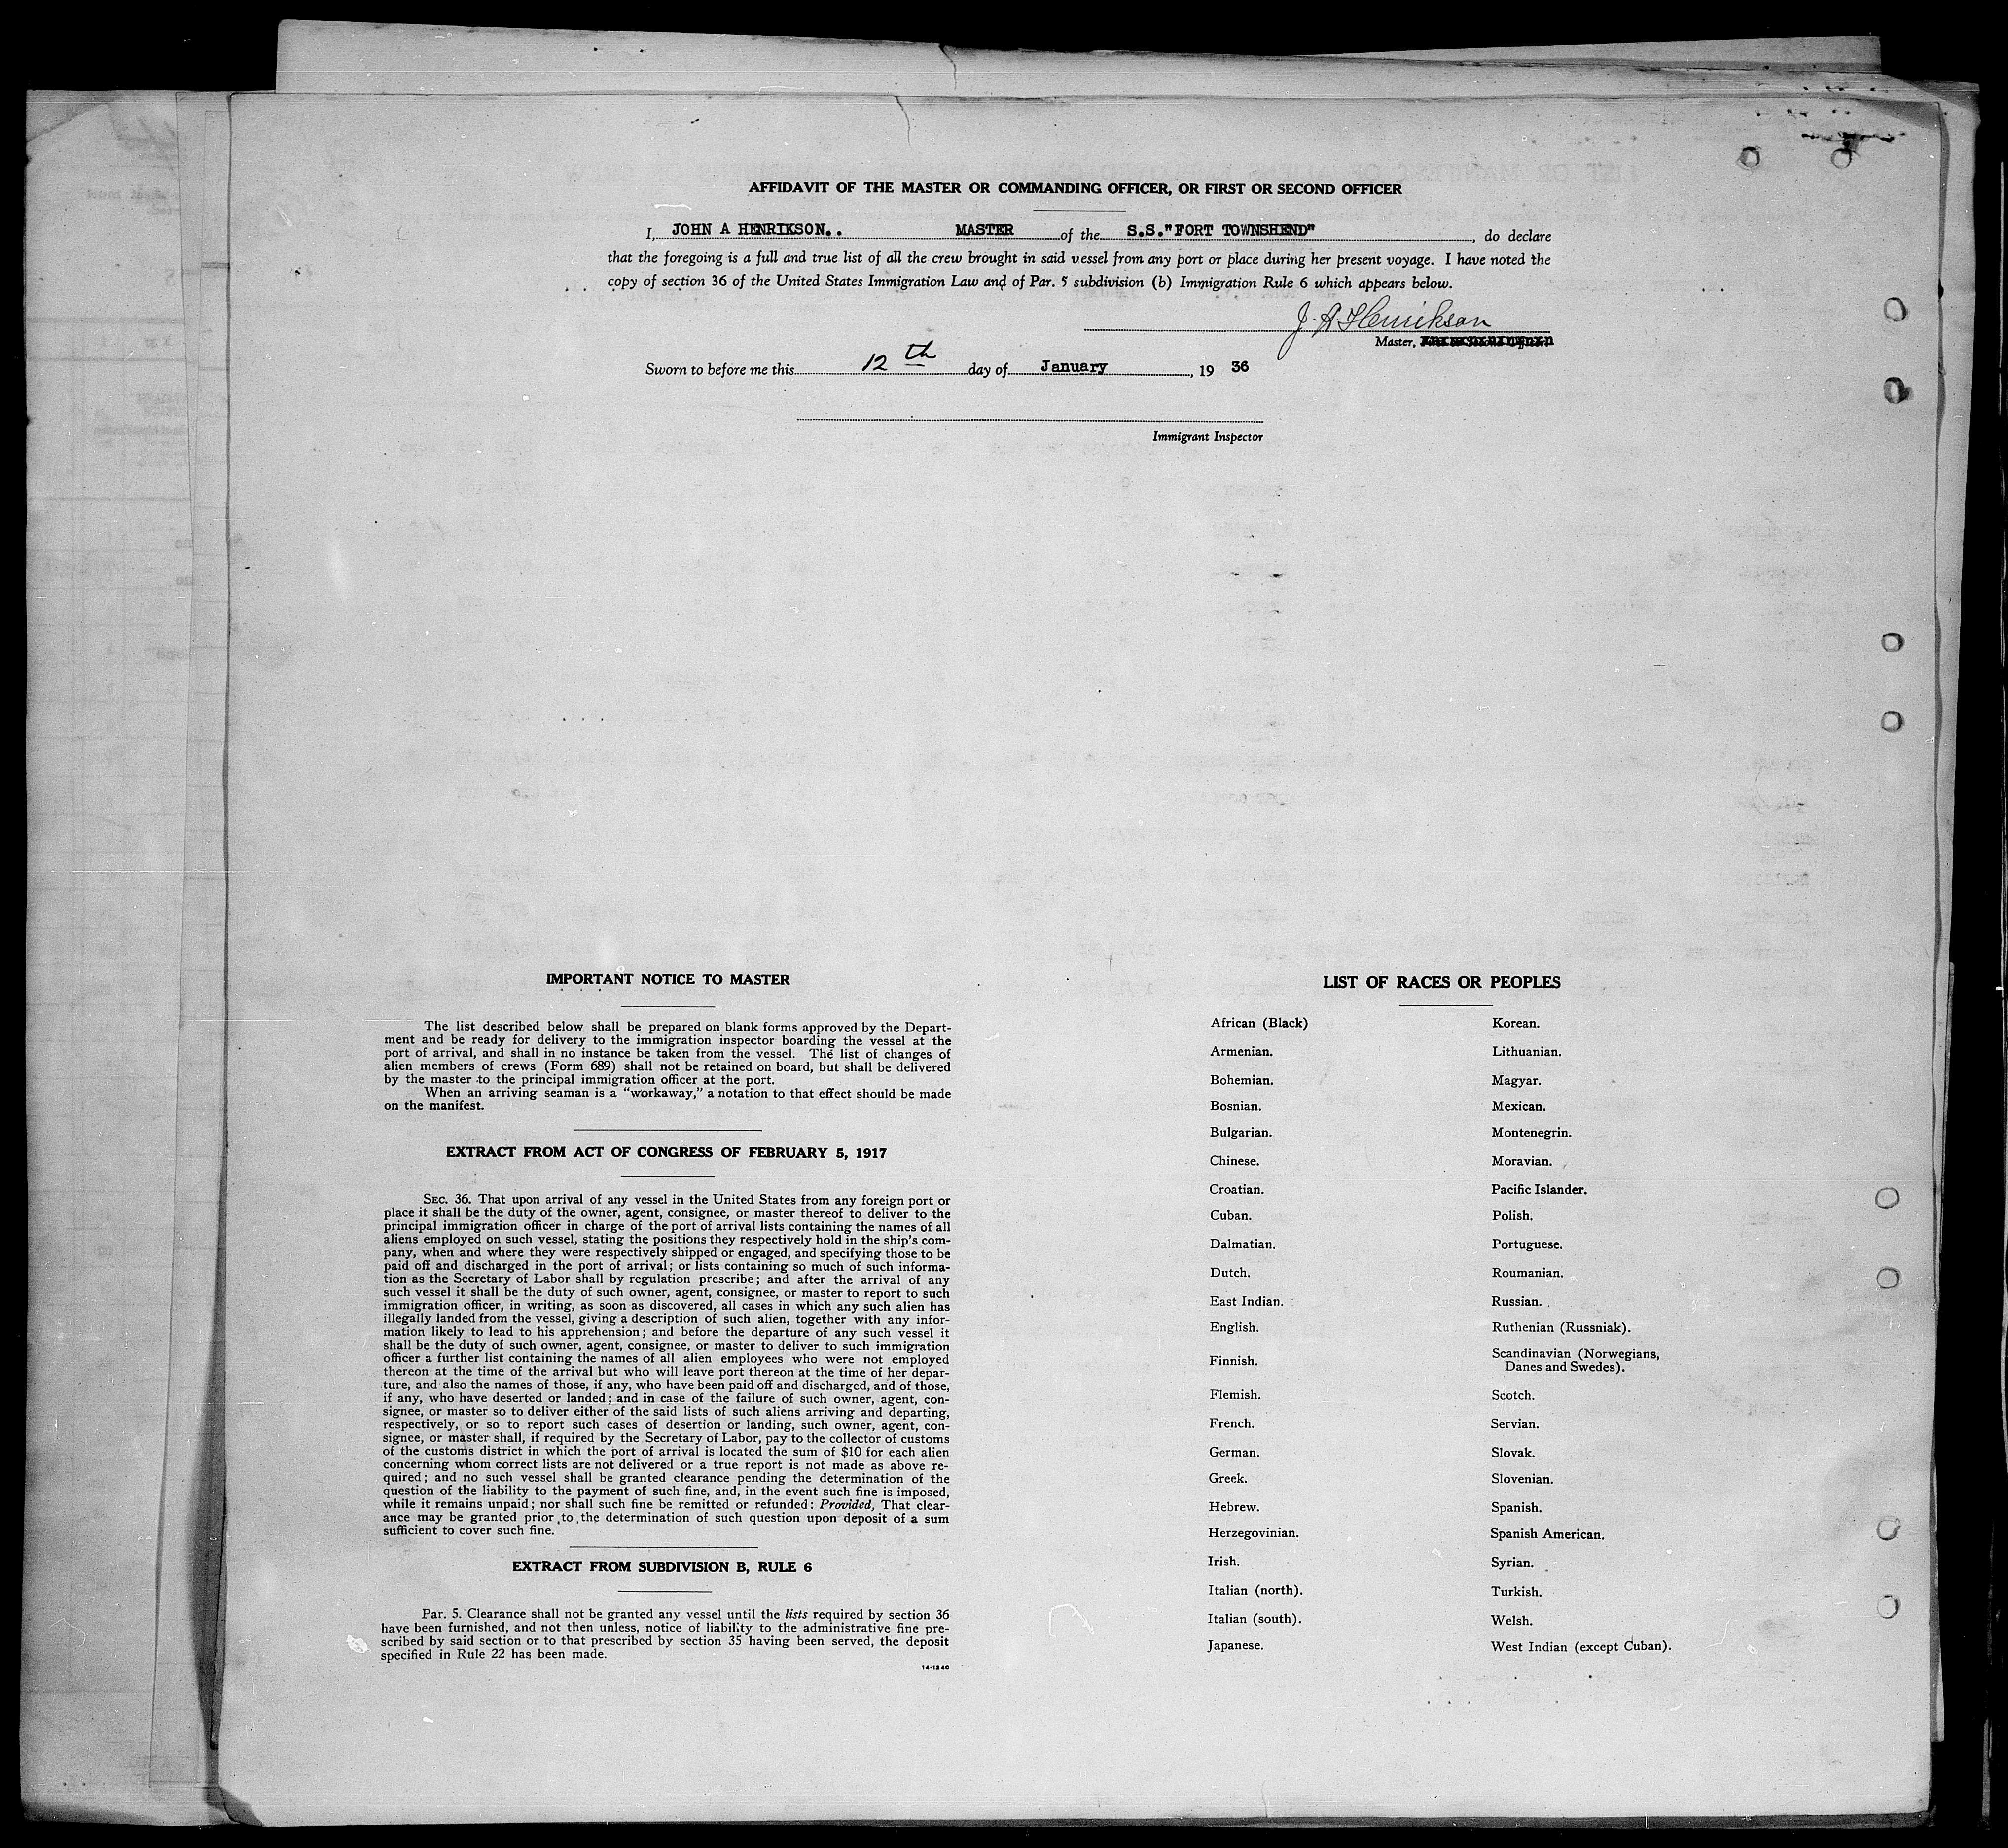 AFFIDAVIT OF THE MASTER OR COMMANDING OFFICER, OR FIRST OR SECOND OFFICER
I, JOHN A HENRIKSON.. MASTER of the S.S."FORT TOWNSHEND", do declare
that the foregoing is a full and true list of all the crew brought in said vessel from any port or place during her present voyage. I have noted the
copy of section 36 of the United States Immigration Law and of Par. 5 subdivision (b) Immigration Rule 6 which appears below.
J. A Henrikson
Master,
Sworn to before me this 12th day of January, 19 36
Immigrant Inspector
IMPORTANT NOTICE TO MASTER
The list described below shall be prepared on blank forms approved by the Depart-
ment and be ready for delivery to the immigration inspector boarding the vessel at the
port of arrival, and shall in no instance be taken from the vessel. The list of changes of
alien members of crews (Form 689) shall not be retained on board, but shall be delivered
by the master to the principal immigration officer at the port.
When an arriving seaman is a "workaway," a notation to that effect should be made
on the manifest.
EXTRACT FROM ACT OF CONGRESS OF FEBRUARY 5, 1917
SEC. 36. That upon arrival of any vessel in the United States from any foreign port or
place it shall be the duty of the owner, agent, consignee, or master thereof to deliver to the
principal immigration officer in charge of the port of arrival lists containing the names of all
aliens employed on such vessel, stating the positions they respectively hold in the ship's com-
pany, when and where they were respectively shipped or engaged, and specifying those to be
paid off and discharged in the port of arrival; or lists containing so much of such informa-
tion as the Secretary of Labor shall by regulation prescribe; and after the arrival of any
such vessel it shall be the duty of such owner, agent, consignee, or master to report to such
immigration officer, in writing, as soon as discovered, all cases in which any such alien has
illegally landed from the vessel, giving a description of such alien, together with any infor-
mation likely to lead to his apprehension; and before the departure of any such vessel it
shall be the duty of such owner, agent, consignee, or master to deliver to such immigration
officer a further list containing the names of all alien employees who were not employed
thereon at the time of the arrival but who will leave port thereon at the time of her depar-
ture, and also the names of those, if any, who have been paid off and discharged, and of those,
if any, who have deserted or landed; and in case of the failure of such owner, agent, con-
signee, or master so to deliver either of the said lists of such aliens arriving and departing,
respectively, or so to report such cases of desertion or landing, such owner, agent, con-
signee, or master shall, if required by the Secretary of Labor, pay to the collector of customs
of the customs district in which the port of arrival is located the sum of $10 for each alien
concerning whom correct lists are not delivered or a true report is not made as above re-
quired; and no such vessel shall be granted clearance pending the determination of the
question of the liability to the payment of such fine, and, in the event such fine is imposed,
while it remains unpaid; nor shall such fine be remitted or refunded: Provided, That clear-
ance may be granted prior to the determination of such question upon deposit of a sum
sufficient to cover such fine.
EXTRACT FROM SUBDIVISION B, RULE 6
Par. 5. Clearance shall not be granted any vessel until the lists required by section 36
have been furnished, and not then unless, notice of liability to the administrative fine pre-
scribed by said section or to that prescribed by section 35 having been served, the deposit
specified in Rule 22 has been made.
14-1240
LIST OF RACES OR PEOPLES
African (Black)
Armenian.
Bohemian.
Bosnian.
Bulgarian.
Chinese.
Croatian.
Cuban.
Dalmatian.
Dutch.
East Indian.
English.
Finnish.
Flemish.
French.
German.
Greek.
Hebrew.
Herzegovinian.
Irish.
Italian (north).
Italian (south).
Japanese.
Korean.
Lithuanian.
Magyar.
Mexican.
Montenegrin.
Moravian.
Pacific Islander.
Polish.
Portuguese.
Roumanian.
Russian.
Ruthenian (Russniak).
Scandinavian (Norwegians,
Danes and Swedes).
Scotch.
Servian.
Slovak.
Slovenian.
Spanish.
Spanish American.
Syrian.
Turkish.
Welsh.
West Indian (except Cuban).